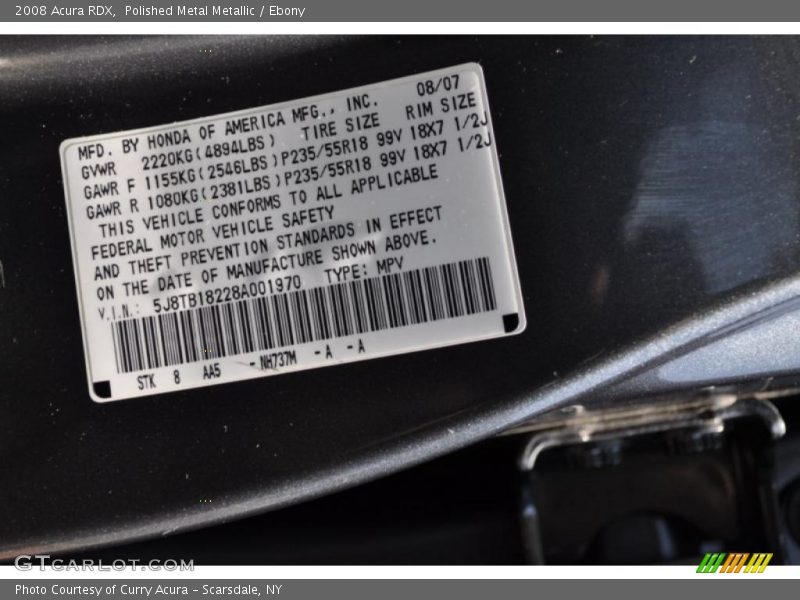 2008 Acura RDX,  Polished Metal Metallic / Ebony
MFD. BY HONDA OF AMERICA MFG., INC. 08/07
GVWR 2220KG(4894LBS) TIRE SIZE RIM SIZE
GAWR F 1155KG(2546LBS)P235/55R18 99V 18X7 1/2J
GAWR R 1080KG(2381LBS)P235/55R18 99V 18X7 1/2J
THIS VEHICLE CONFORMS TO ALL APPLICABLE
FEDERAL MOTOR VEHICLE SAFETY
AND THEFT PREVENTION STANDARDS IN EFFECT
ON THE DATE OF MANUFACTURE SHOWN ABOVE.
V.I.N.: 5J8TB18228A001970 TYPE: MPV
STK 8 AA5 - NH737M - A - A
GTCARLOT.COM
Photo Courtesy of Curry Acura - Scarsdale, NY